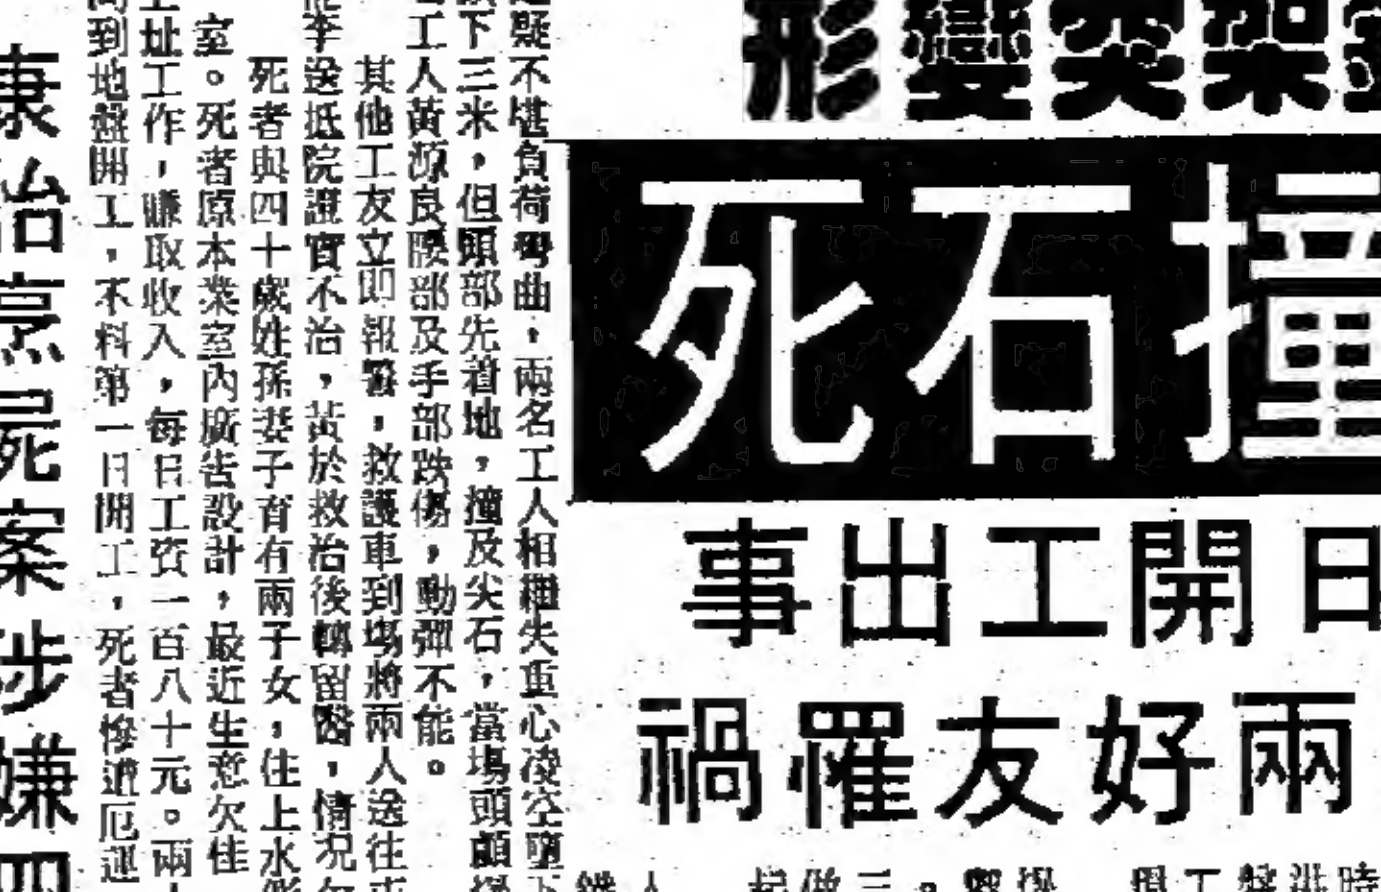 架突變形
撞石死
日開工出事
兩好友罹禍
疑不堪負荷彎曲，兩名工人相繼失重心凌空墮下
下三米，但頭部先着地，撞及尖石，當場頭顱
工人黃源良腰部及手部跌傷，動彈不能。
其他工友立即報警，救護車到場將兩人送往
李送抵院證實不治，黃於救治後轉留醫，情況
死者與四十歲姓孫妻子育有兩子女，住上水
室。死者原本業室內廣告設計，最近生意欠佳
址工作，賺取收入，每日工資一百八十元。兩
到地盤開工，不料第一日開工，死者慘遭厄運
康怡烹屍案涉嫌四